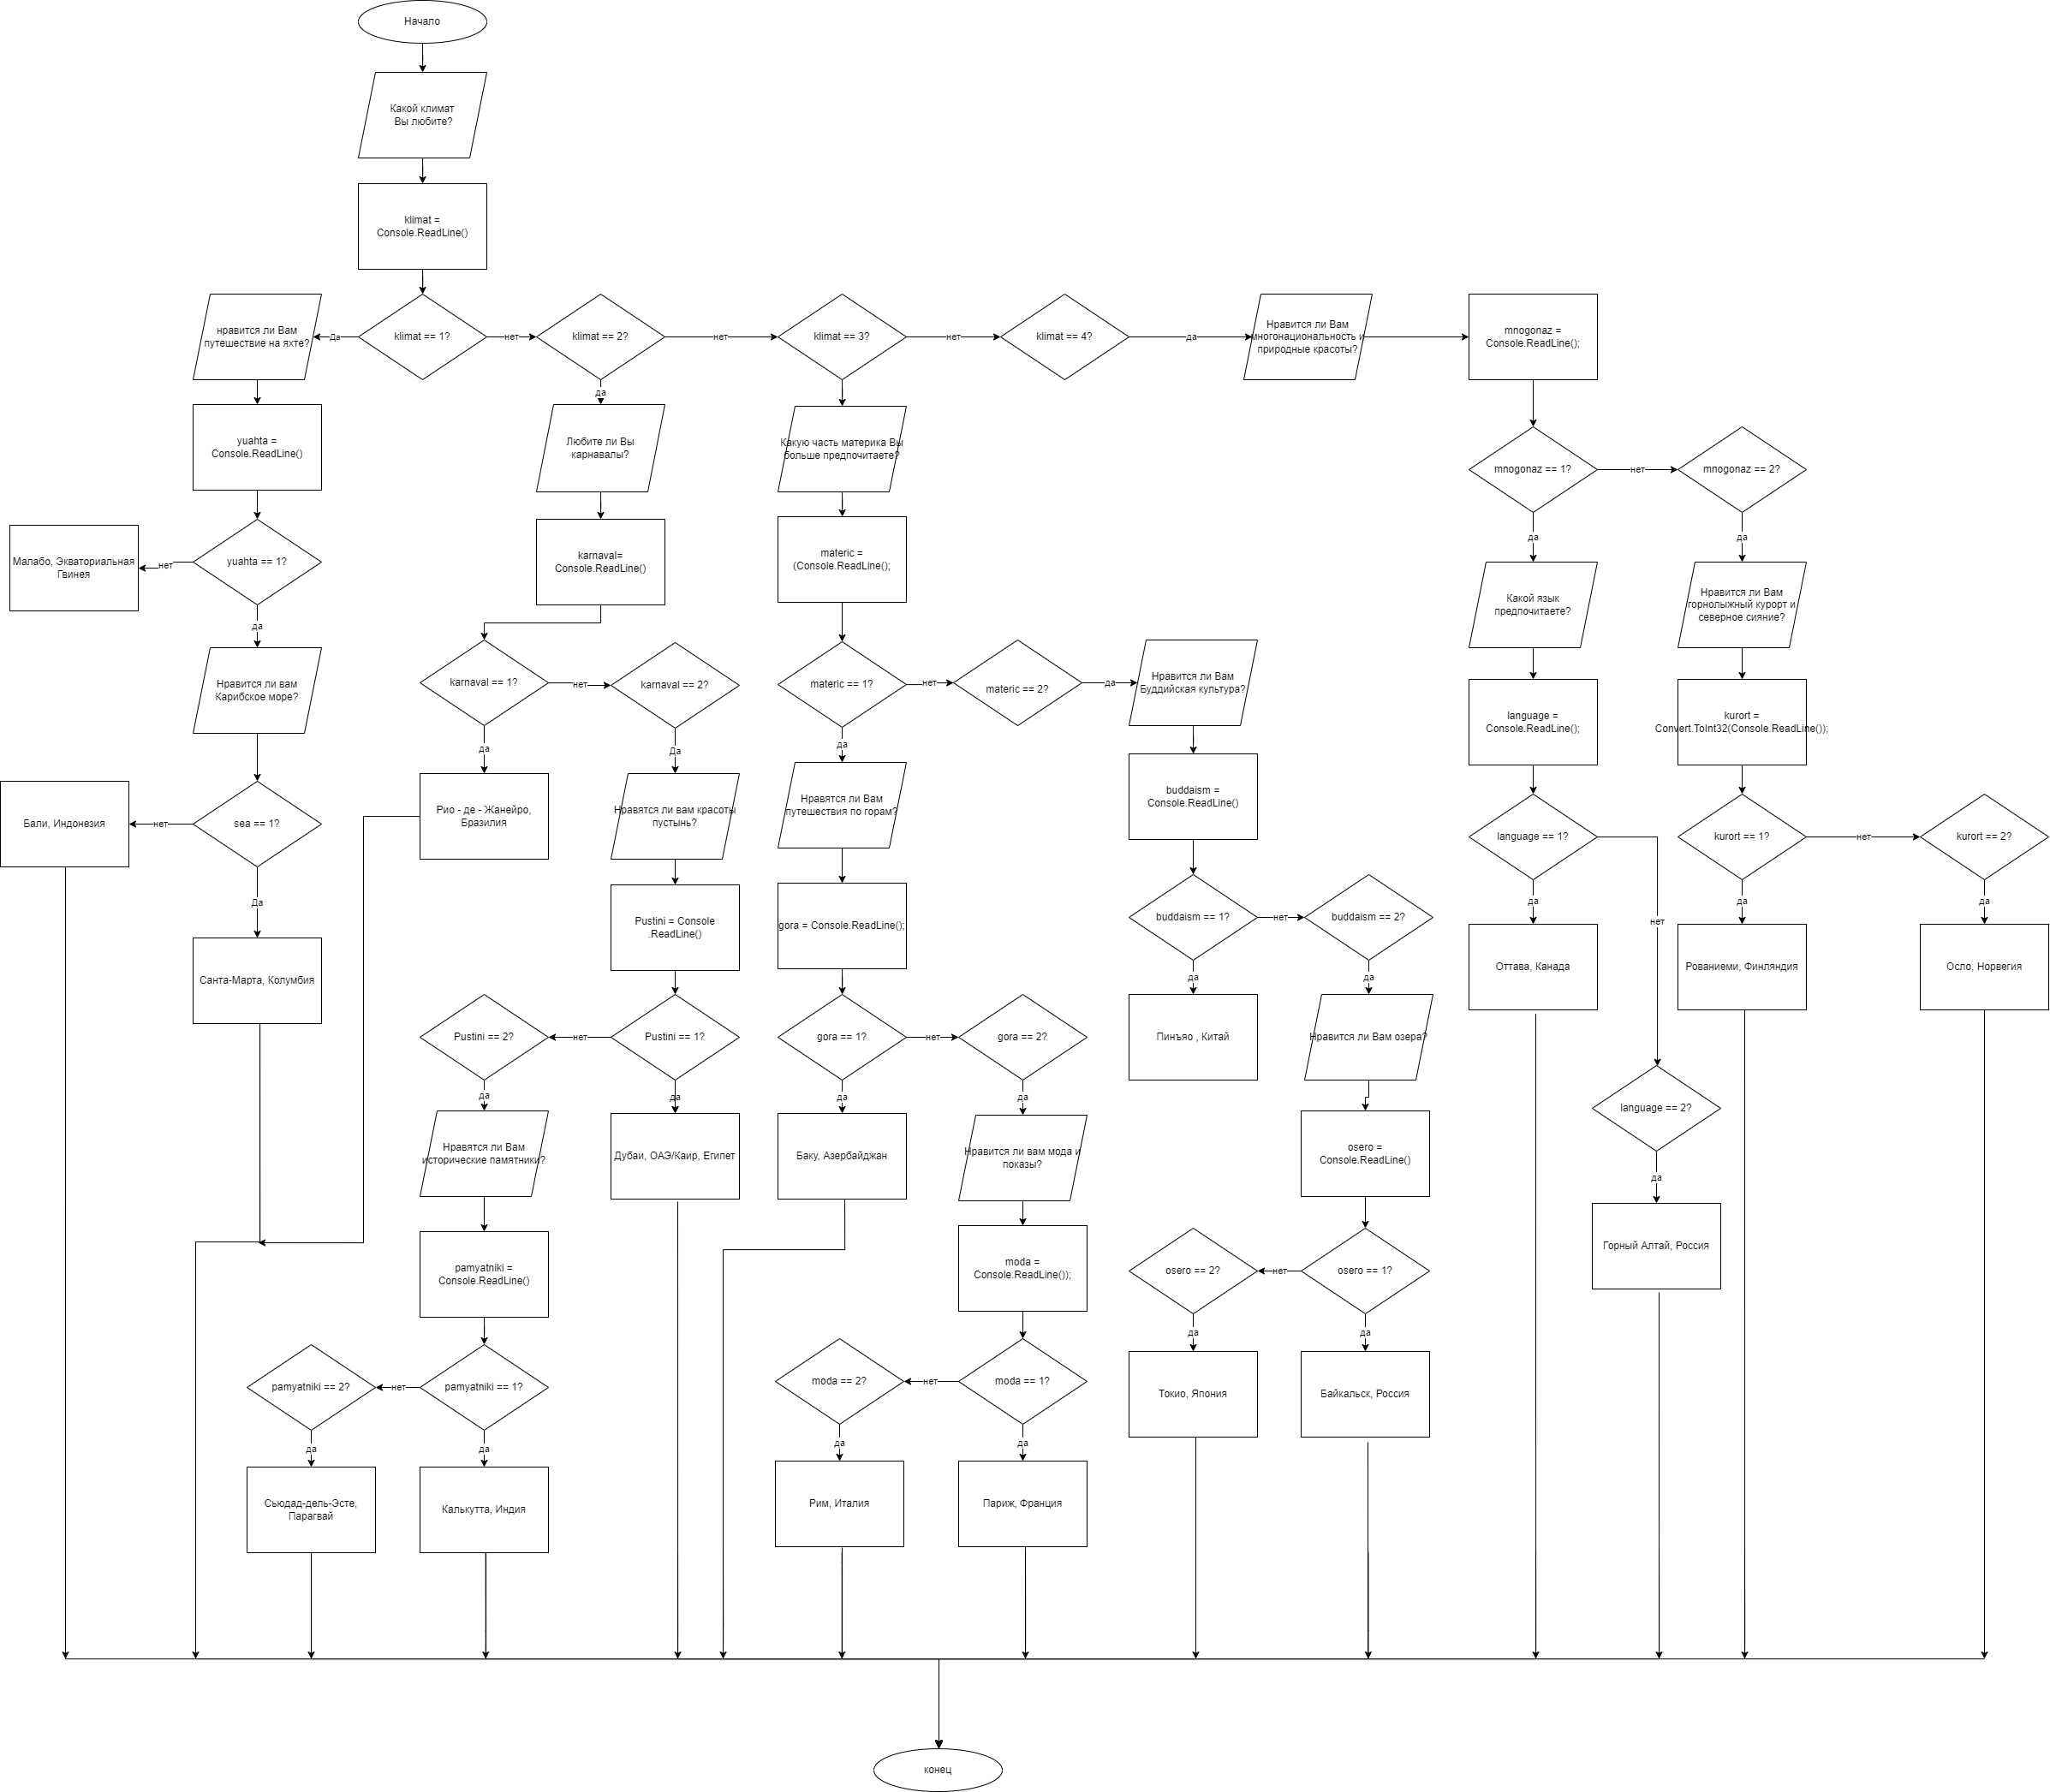 Начало
Какой климат
Вы любите?
klimat =
Console.ReadLine()
нравится ли Вам
путешествие на яхте?
Да
klimat == 1?
нет
klimat == 2?
нет
klimat == 3?
нет
klimat == 4?
да
Нравится ли Вам
многонациональность и
природные красоты?
mnogonaz =
Console.ReadLine();
да
yuahta =
Console.ReadLine()
Любите ли Вы
карнавалы?
Какую часть материка Вы
больше предпочитаете?
mnogonaz == 1?
нет
mnogonaz == 2?
да
да
Малабо, Экваториальная
Гвинея
нет
yuahta == 1?
karnaval=
Console.ReadLine()
materic =
(Console.ReadLine();
Какой язык
предпочитаете?
Нравится ли Вам
горнолыжный курорт и
северное сияние?
да
Нравится ли вам
Карибское море?
karnaval == 1?
нет
karnaval == 2?
materic == 1?
нет
materic == 2?
да
Нравится ли Вам
Буддийская культура?
language =
Console.ReadLine();
kurort =
Convert.ToInt32(Console.ReadLine());
да
Да
да
Бали, Индонезия
нет
sea == 1?
Рио - де - Жанейро,
Бразилия
Нравятся ли вам красоты
пустынь?
Нравятся ли Вам
путешествия по горам?
buddaism =
Console.ReadLine()
language == 1?
kurort == 1?
нет
kurort == 2?
Да
да
нет
да
да
Pustini = Console
.ReadLine()
gora = Console.ReadLine();
buddaism == 1?
нет
buddaism == 2?
Санта-Марта, Колумбия
Оттава, Канада
Рованиеми, Финляндия
Осло, Норвегия
да
да
Pustini == 2?
нет
Pustini == 1?
gora == 1?
нет
gora == 2?
Пинъяо , Китай
Нравится ли Вам озера?
да
да
да
да
language == 2?
Нравятся ли Вам
исторические памятники?
Дубаи, ОАЭ/Каир, Египет
Баку, Азербайджан
Нравится ли вам мода и
показы?
osero =
Console.ReadLine()
да
Горный Алтай, Россия
pamyatniki =
Console.ReadLine()
moda =
Console.ReadLine());
osero == 2?
нет
osero == 1?
да
да
pamyatniki == 2?
нет
pamyatniki == 1?
moda == 2?
нет
moda == 1?
Токио, Япония
Байкальск, Россия
да
да
да
да
Сьюдад-дель-Эсте,
Парагвай
Калькутта, Индия
Рим, Италия
Париж, Франция
конец